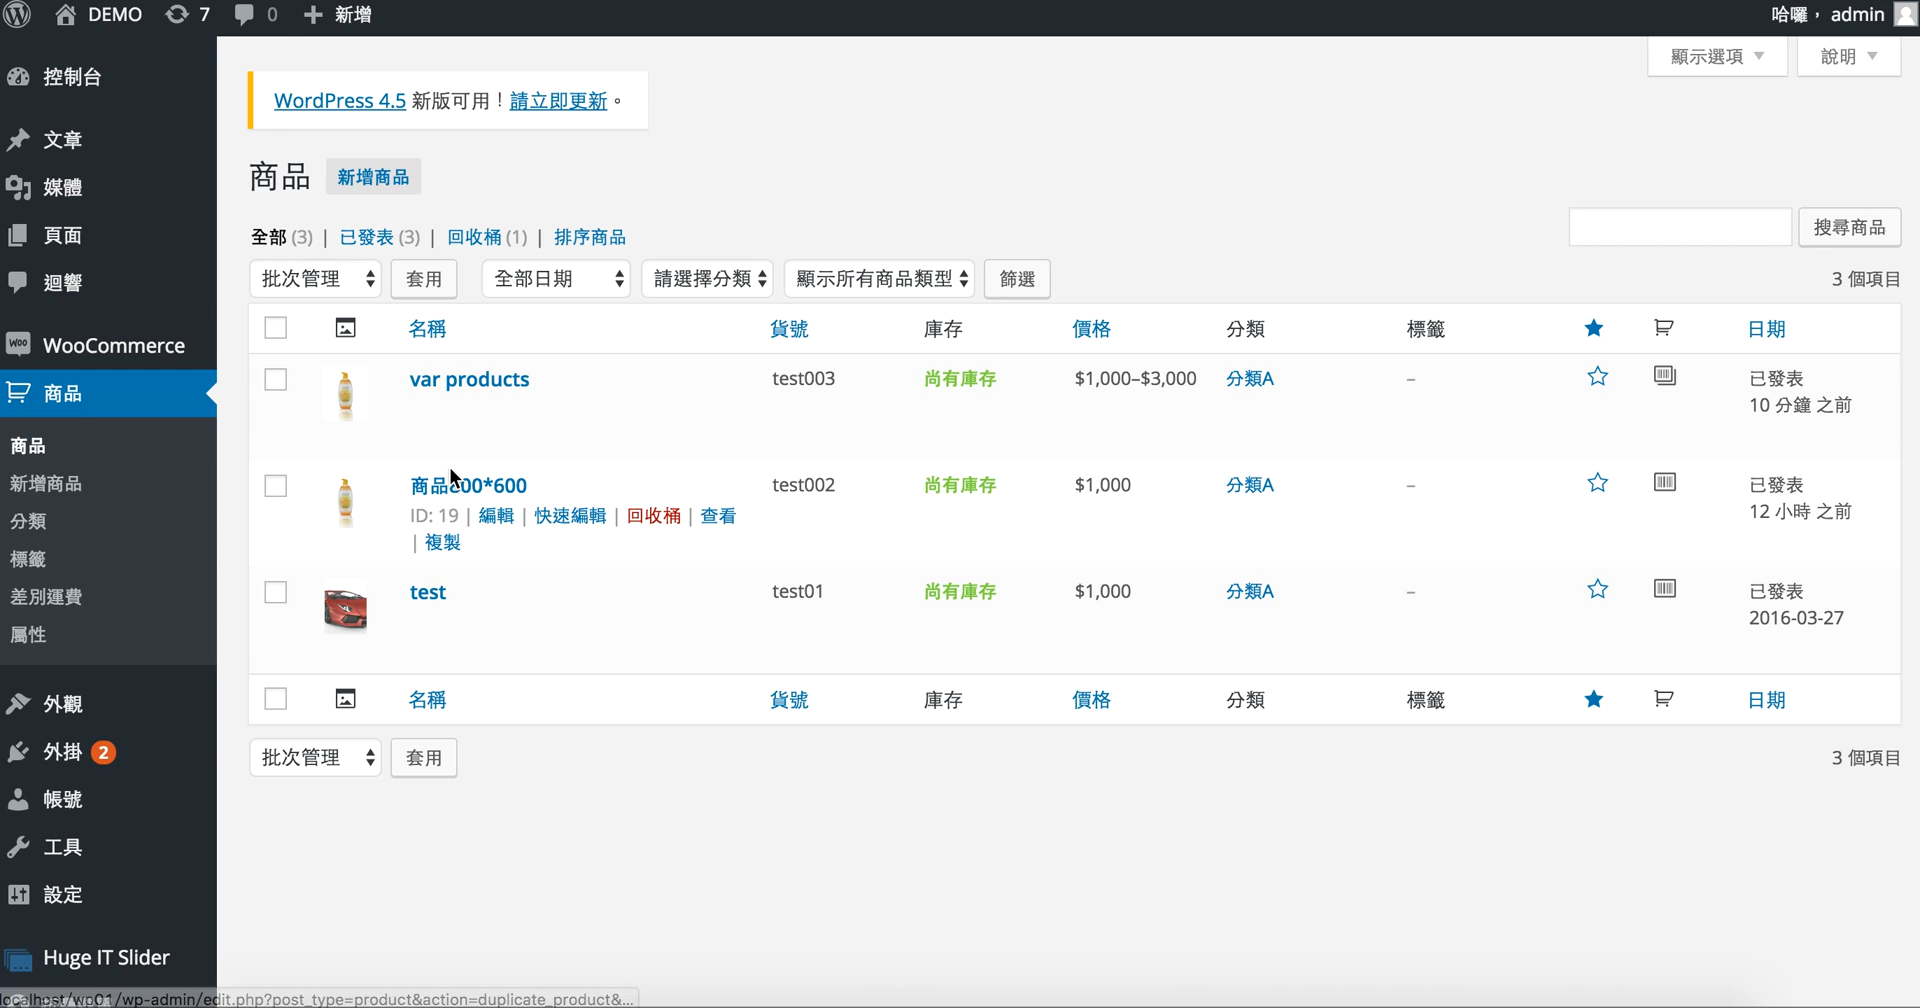 DEMO 7 0 新增 哈囉， admin
顯示選項 說明
控制台
文章
媒體
頁面
迴響
WooCommerce
商品
商品
新增商品
分類
標籤
差別運費
屬性
外觀
外掛 2
帳號
工具
設定
Huge IT Slider
WordPress 4.5 新版可用！請立即更新。
商品 新增商品
全部 (3) | 已發表 (3) | 回收桶 (1) | 排序商品
搜尋商品
批次管理 套用 全部日期 請選擇分類 顯示所有商品類型 篩選 3 個項目
名稱 貨號 庫存 價格 分類 標籤 日期
var products test003 尚有庫存 $1,000–$3,000 分類A – 已發表
10 分鐘 之前
商品800*600 test002 尚有庫存 $1,000 分類A – 已發表
ID: 19 | 編輯 | 快速編輯 | 回收桶 | 查看 12 小時 之前
| 複製
test test01 尚有庫存 $1,000 分類A – 已發表
2016-03-27
名稱 貨號 庫存 價格 分類 標籤 日期
批次管理 套用 3 個項目
localhost/wp01/wp-admin/edit.php?post_type=product&action=duplicate_product&...